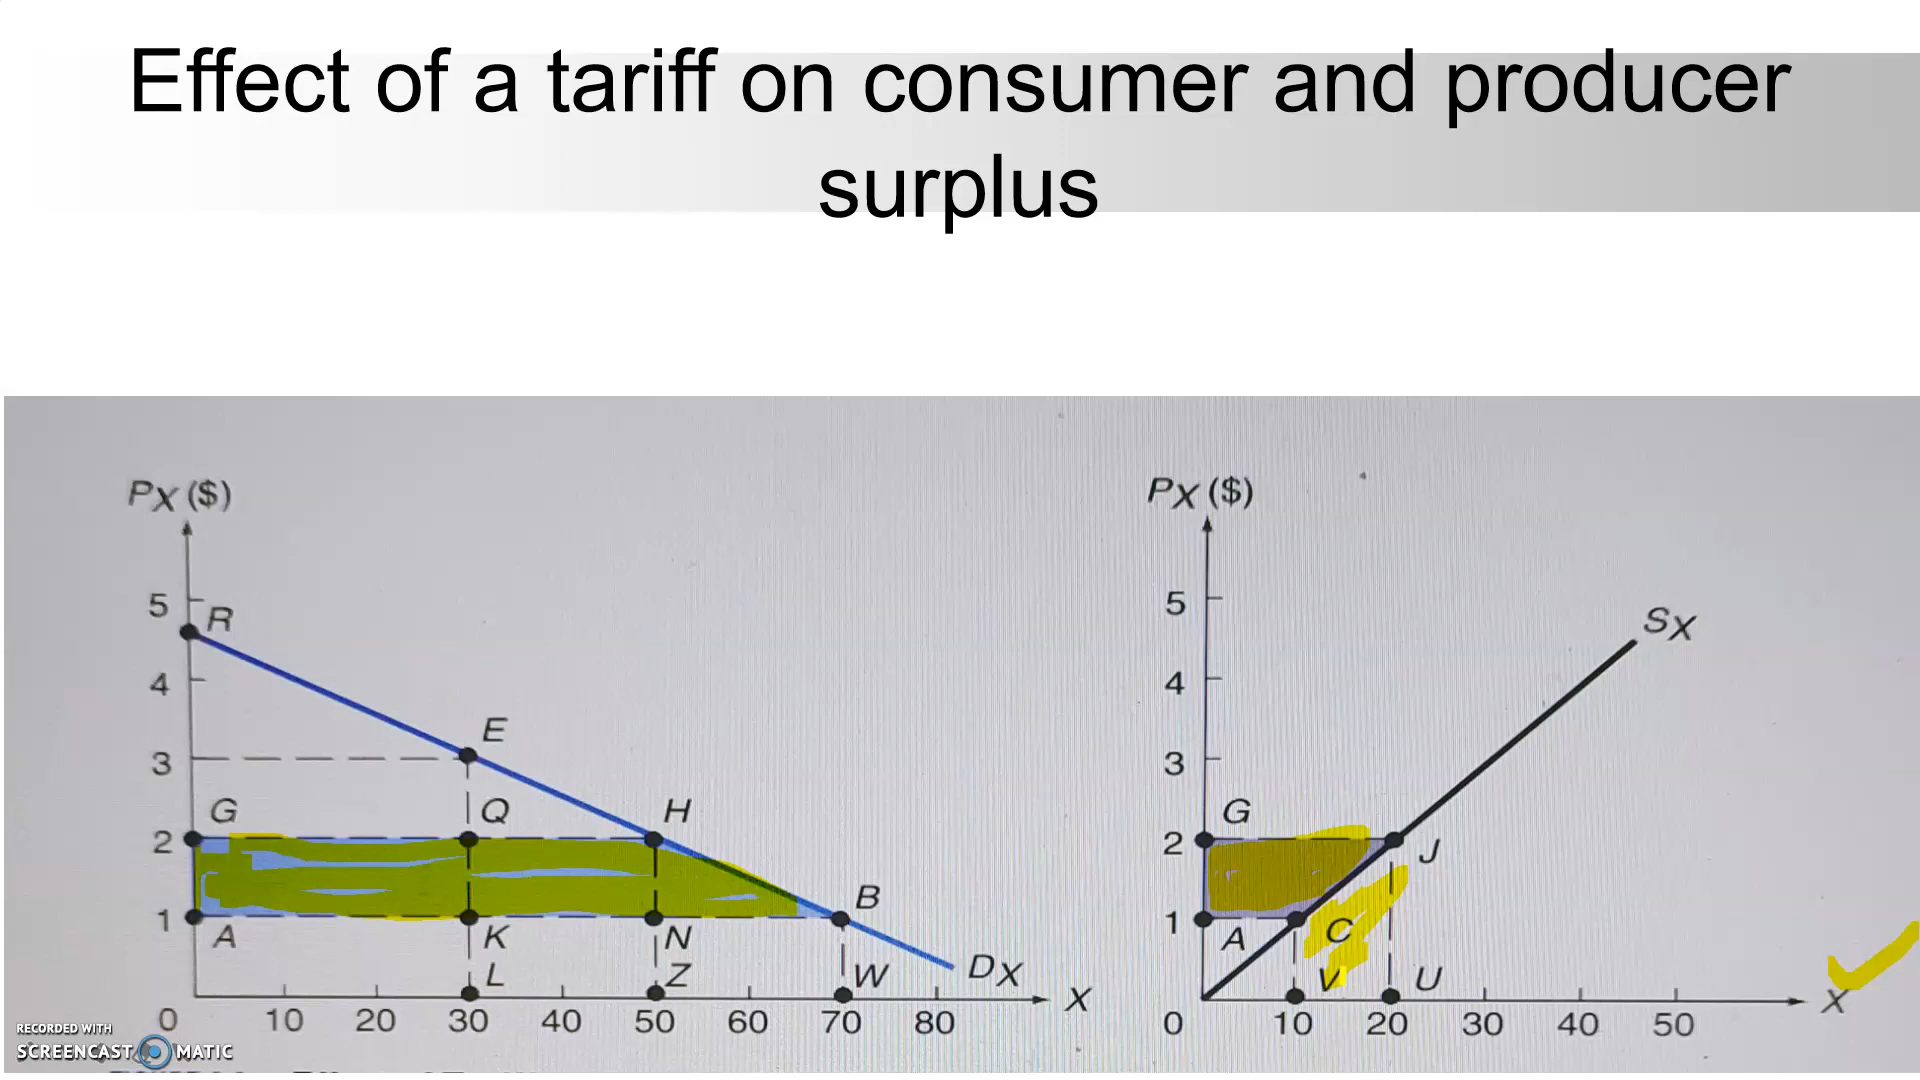 Effect of a tariff on consumer and producer
surplus
Px ($)
5
R
4
E
3
G
Q
H
2
B
1
A
K
N
L
Z
W
Dx
X
0 10 20 30 40 50 60 70 80
Px ($)
5
Sx
4
3
G
2
J
1
A
C
V
U
X
0 10 20 30 40 50
RECORDED WITH
SCREENCAST MATIC